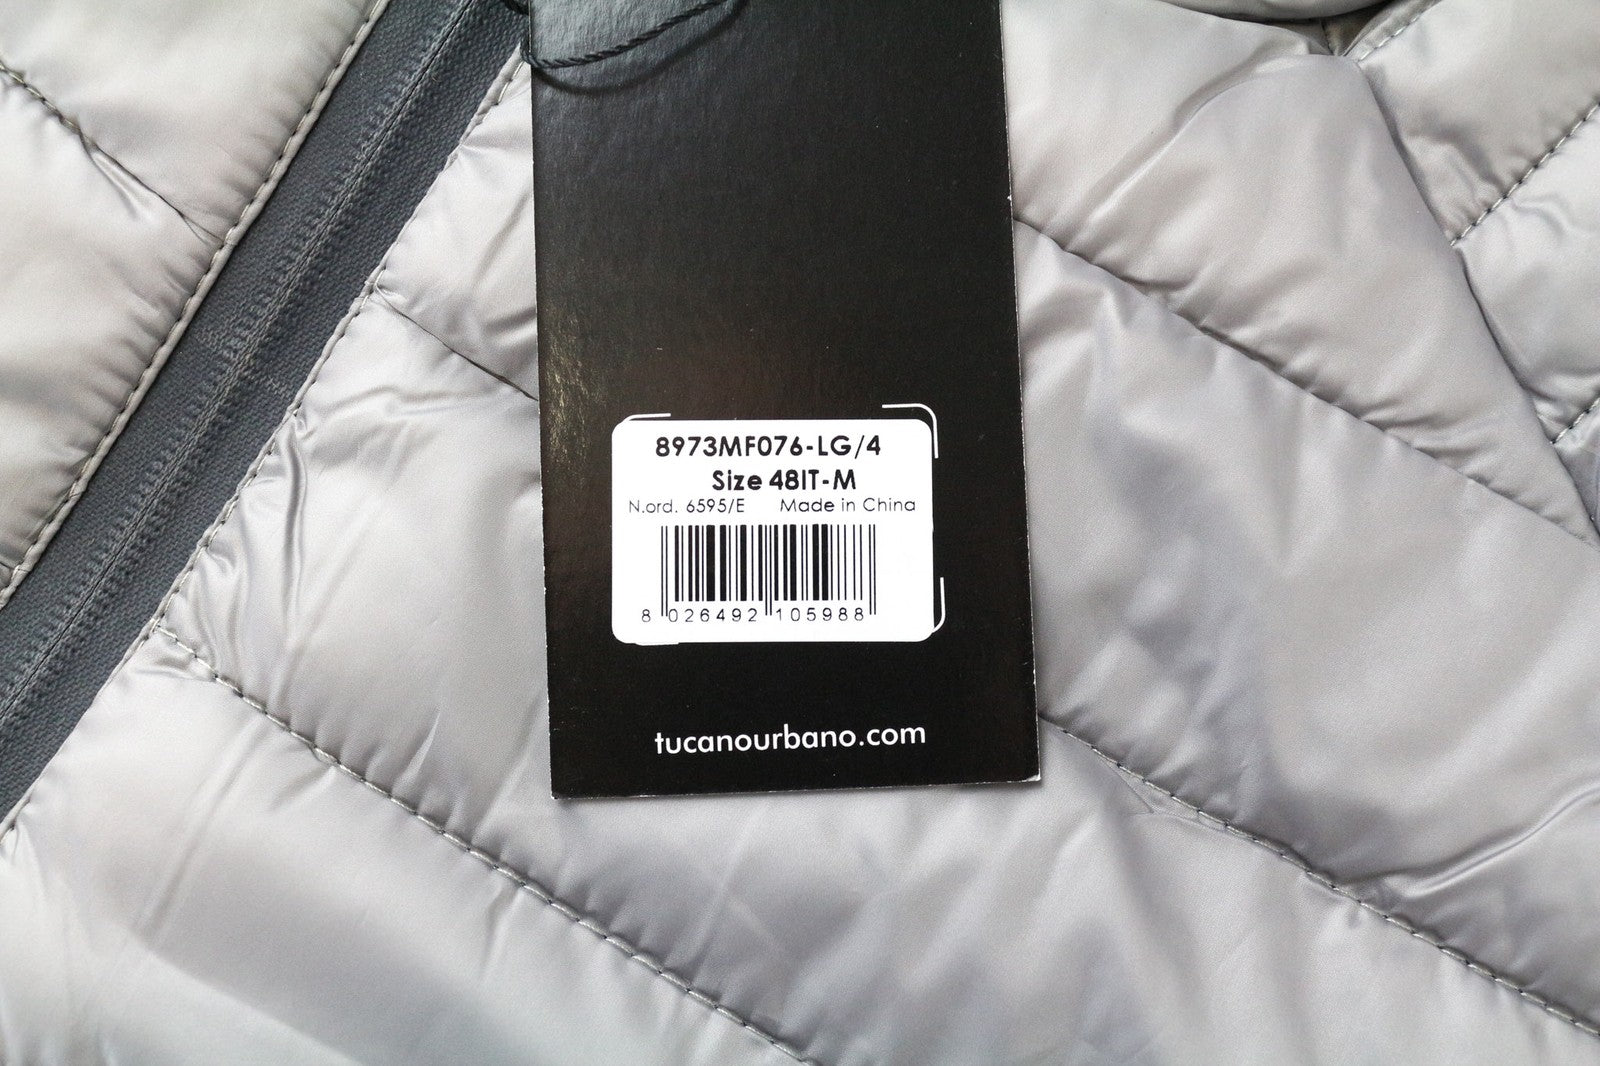 8973MF076-LG/4
Size 48IT-M
N.ord. 6595/E Made in China
8 026492 105988
tucanourbano.com